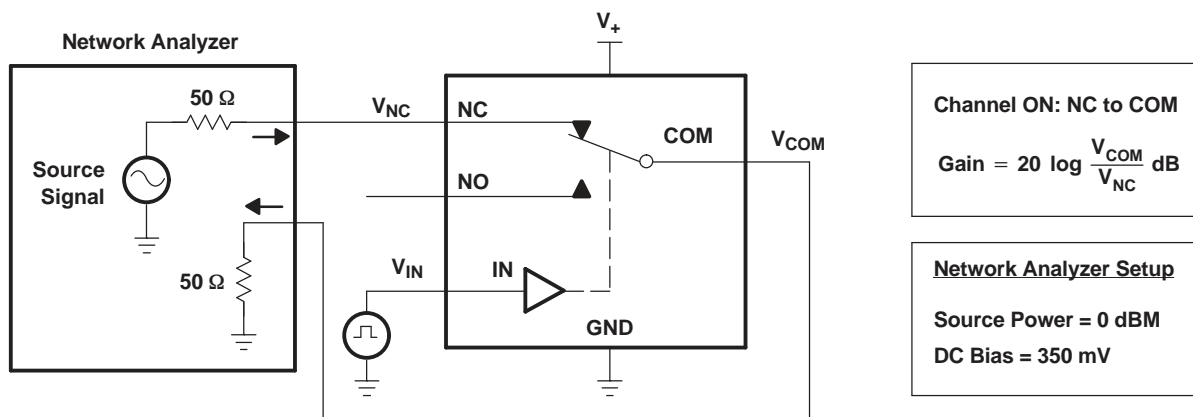 Network Analyzer
50 Ω
Source
Signal
50 Ω
V+
VNC
NC
COM
VCOM
NO
VIN
IN
GND
Channel ON: NC to COM
Gain = 20 log VCOM/VNC dB
Network Analyzer Setup
Source Power = 0 dBM
DC Bias = 350 mV